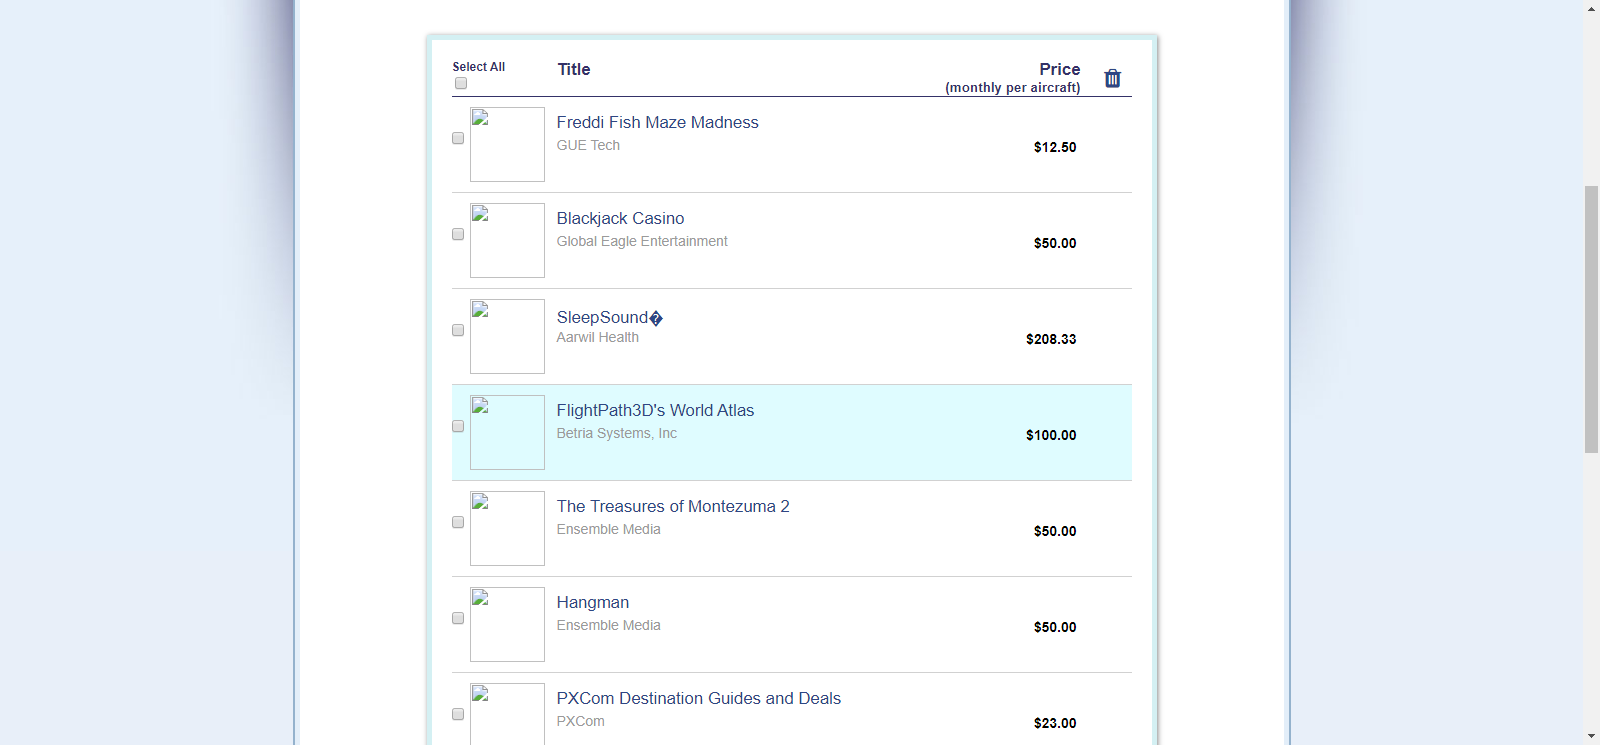 Select All
Title
Price
(monthly per aircraft)
Freddi Fish Maze Madness
GUE Tech
$12.50
Blackjack Casino
Global Eagle Entertainment
$50.00
SleepSound�
Aarwil Health
$208.33
FlightPath3D's World Atlas
Betria Systems, Inc
$100.00
The Treasures of Montezuma 2
Ensemble Media
$50.00
Hangman
Ensemble Media
$50.00
PXCom Destination Guides and Deals
PXCom
$23.00